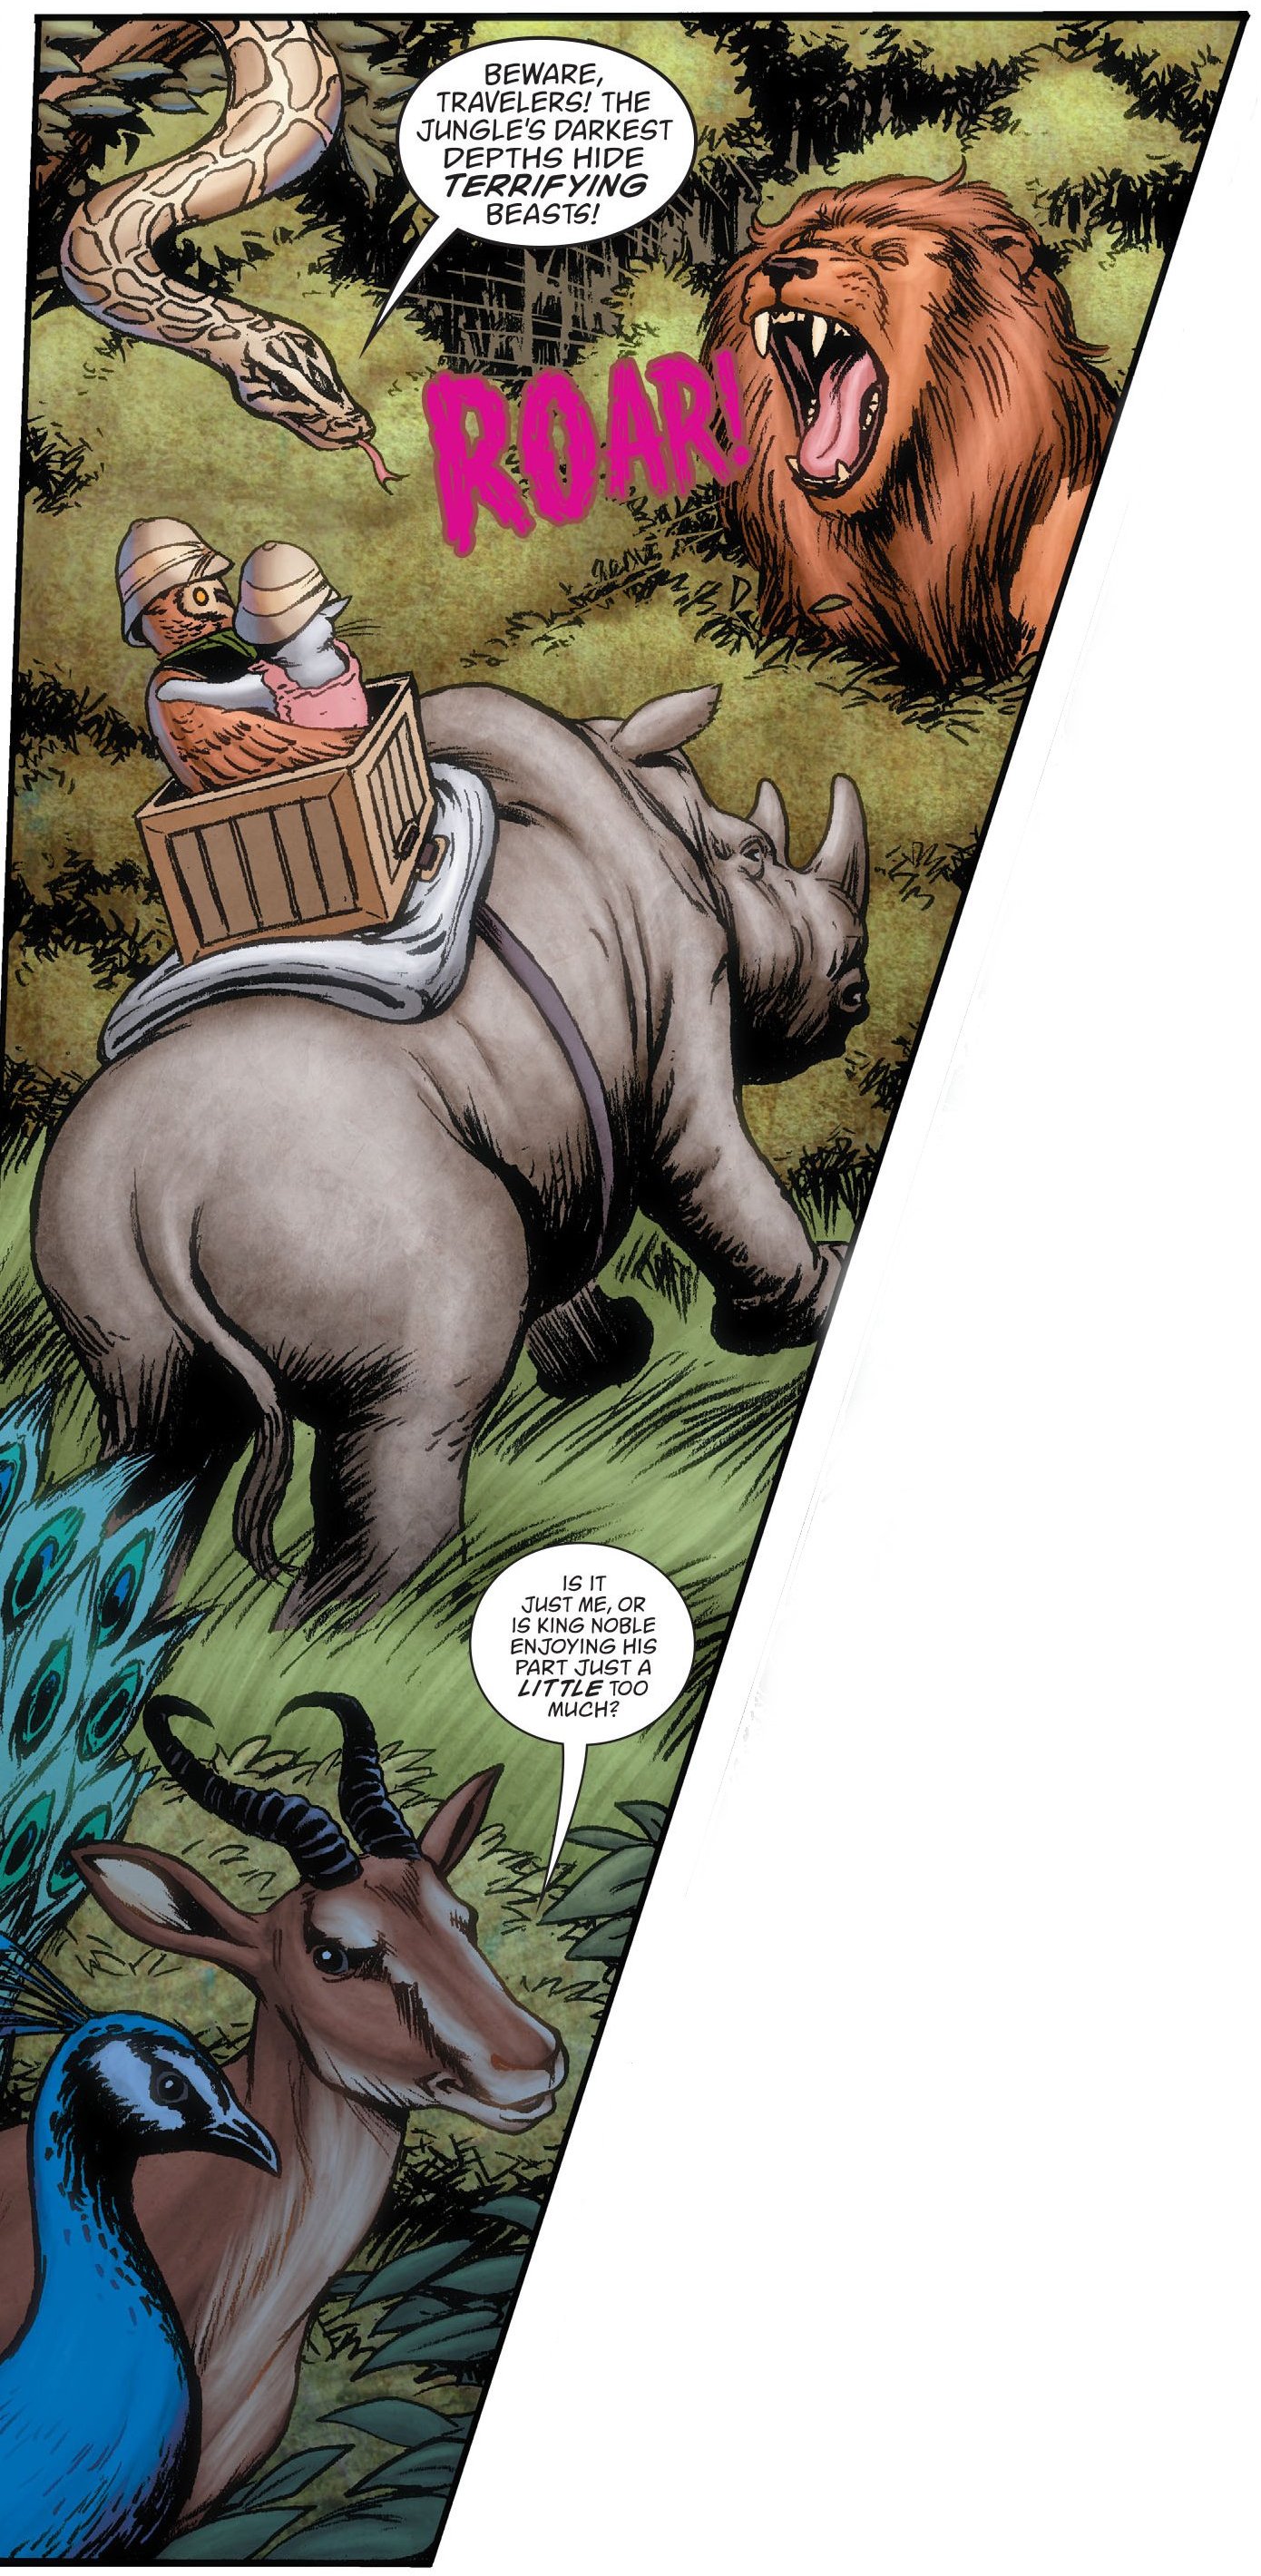 BEWARE,
TRAVELERS! THE
JUNGLE'S DARKEST
DEPTHS HIDE
TERRIFYING
BEASTS!
ROAR!
IS IT
JUST ME, OR
IS KING NOBLE
ENJOYING HIS
PART JUST A
LITTLE TOO
MUCH?